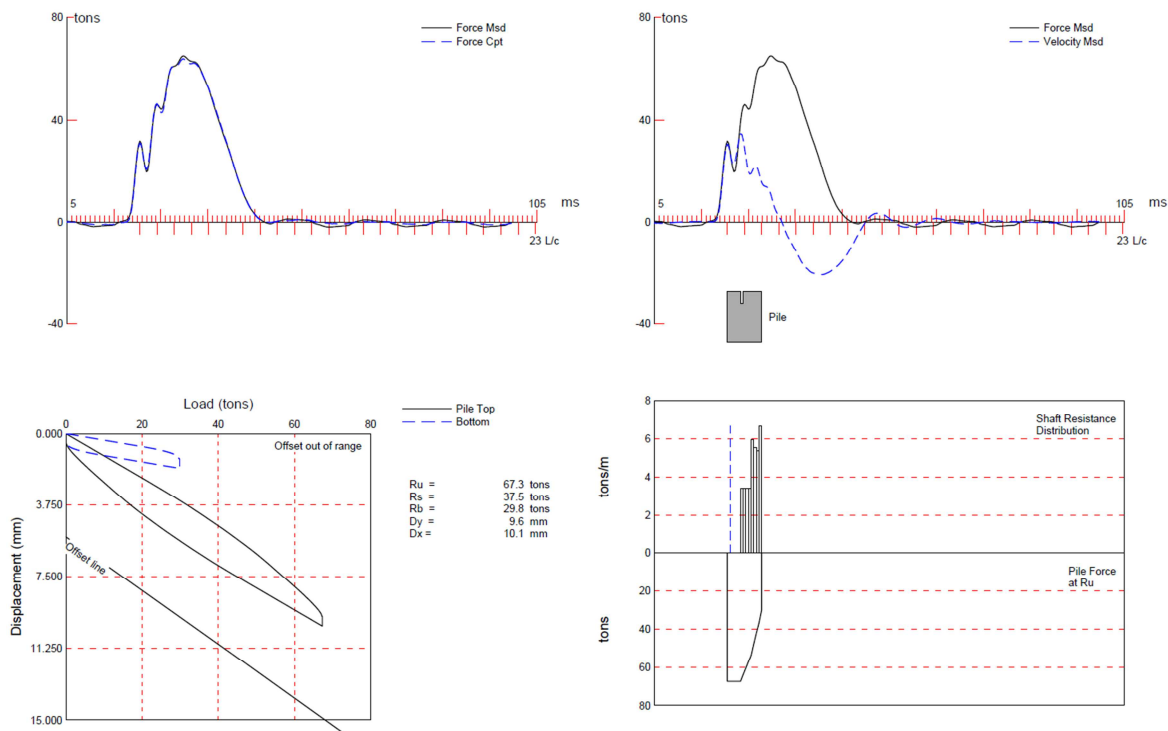 80
tons
Force Msd
Force Cpt
40
5
ms
0
105
23 L/c
-40
80
tons
Force Msd
Velocity Msd
40
5
ms
0
105
23 L/c
-40
Pile
Load (tons)
0 20 40 60 80
Pile Top
Bottom
Offset out of range
0.000
3.750
7.500
11.250
15.000
Displacement (mm)
Offset line
Ru = 67.3 tons
Rs = 37.5 tons
Rb = 29.8 tons
Dy = 9.6 mm
Dx = 10.1 mm
8
Shaft Resistance
Distribution
6
4
2
0
tons/m
Pile Force
at Ru
20
40
60
80
tons